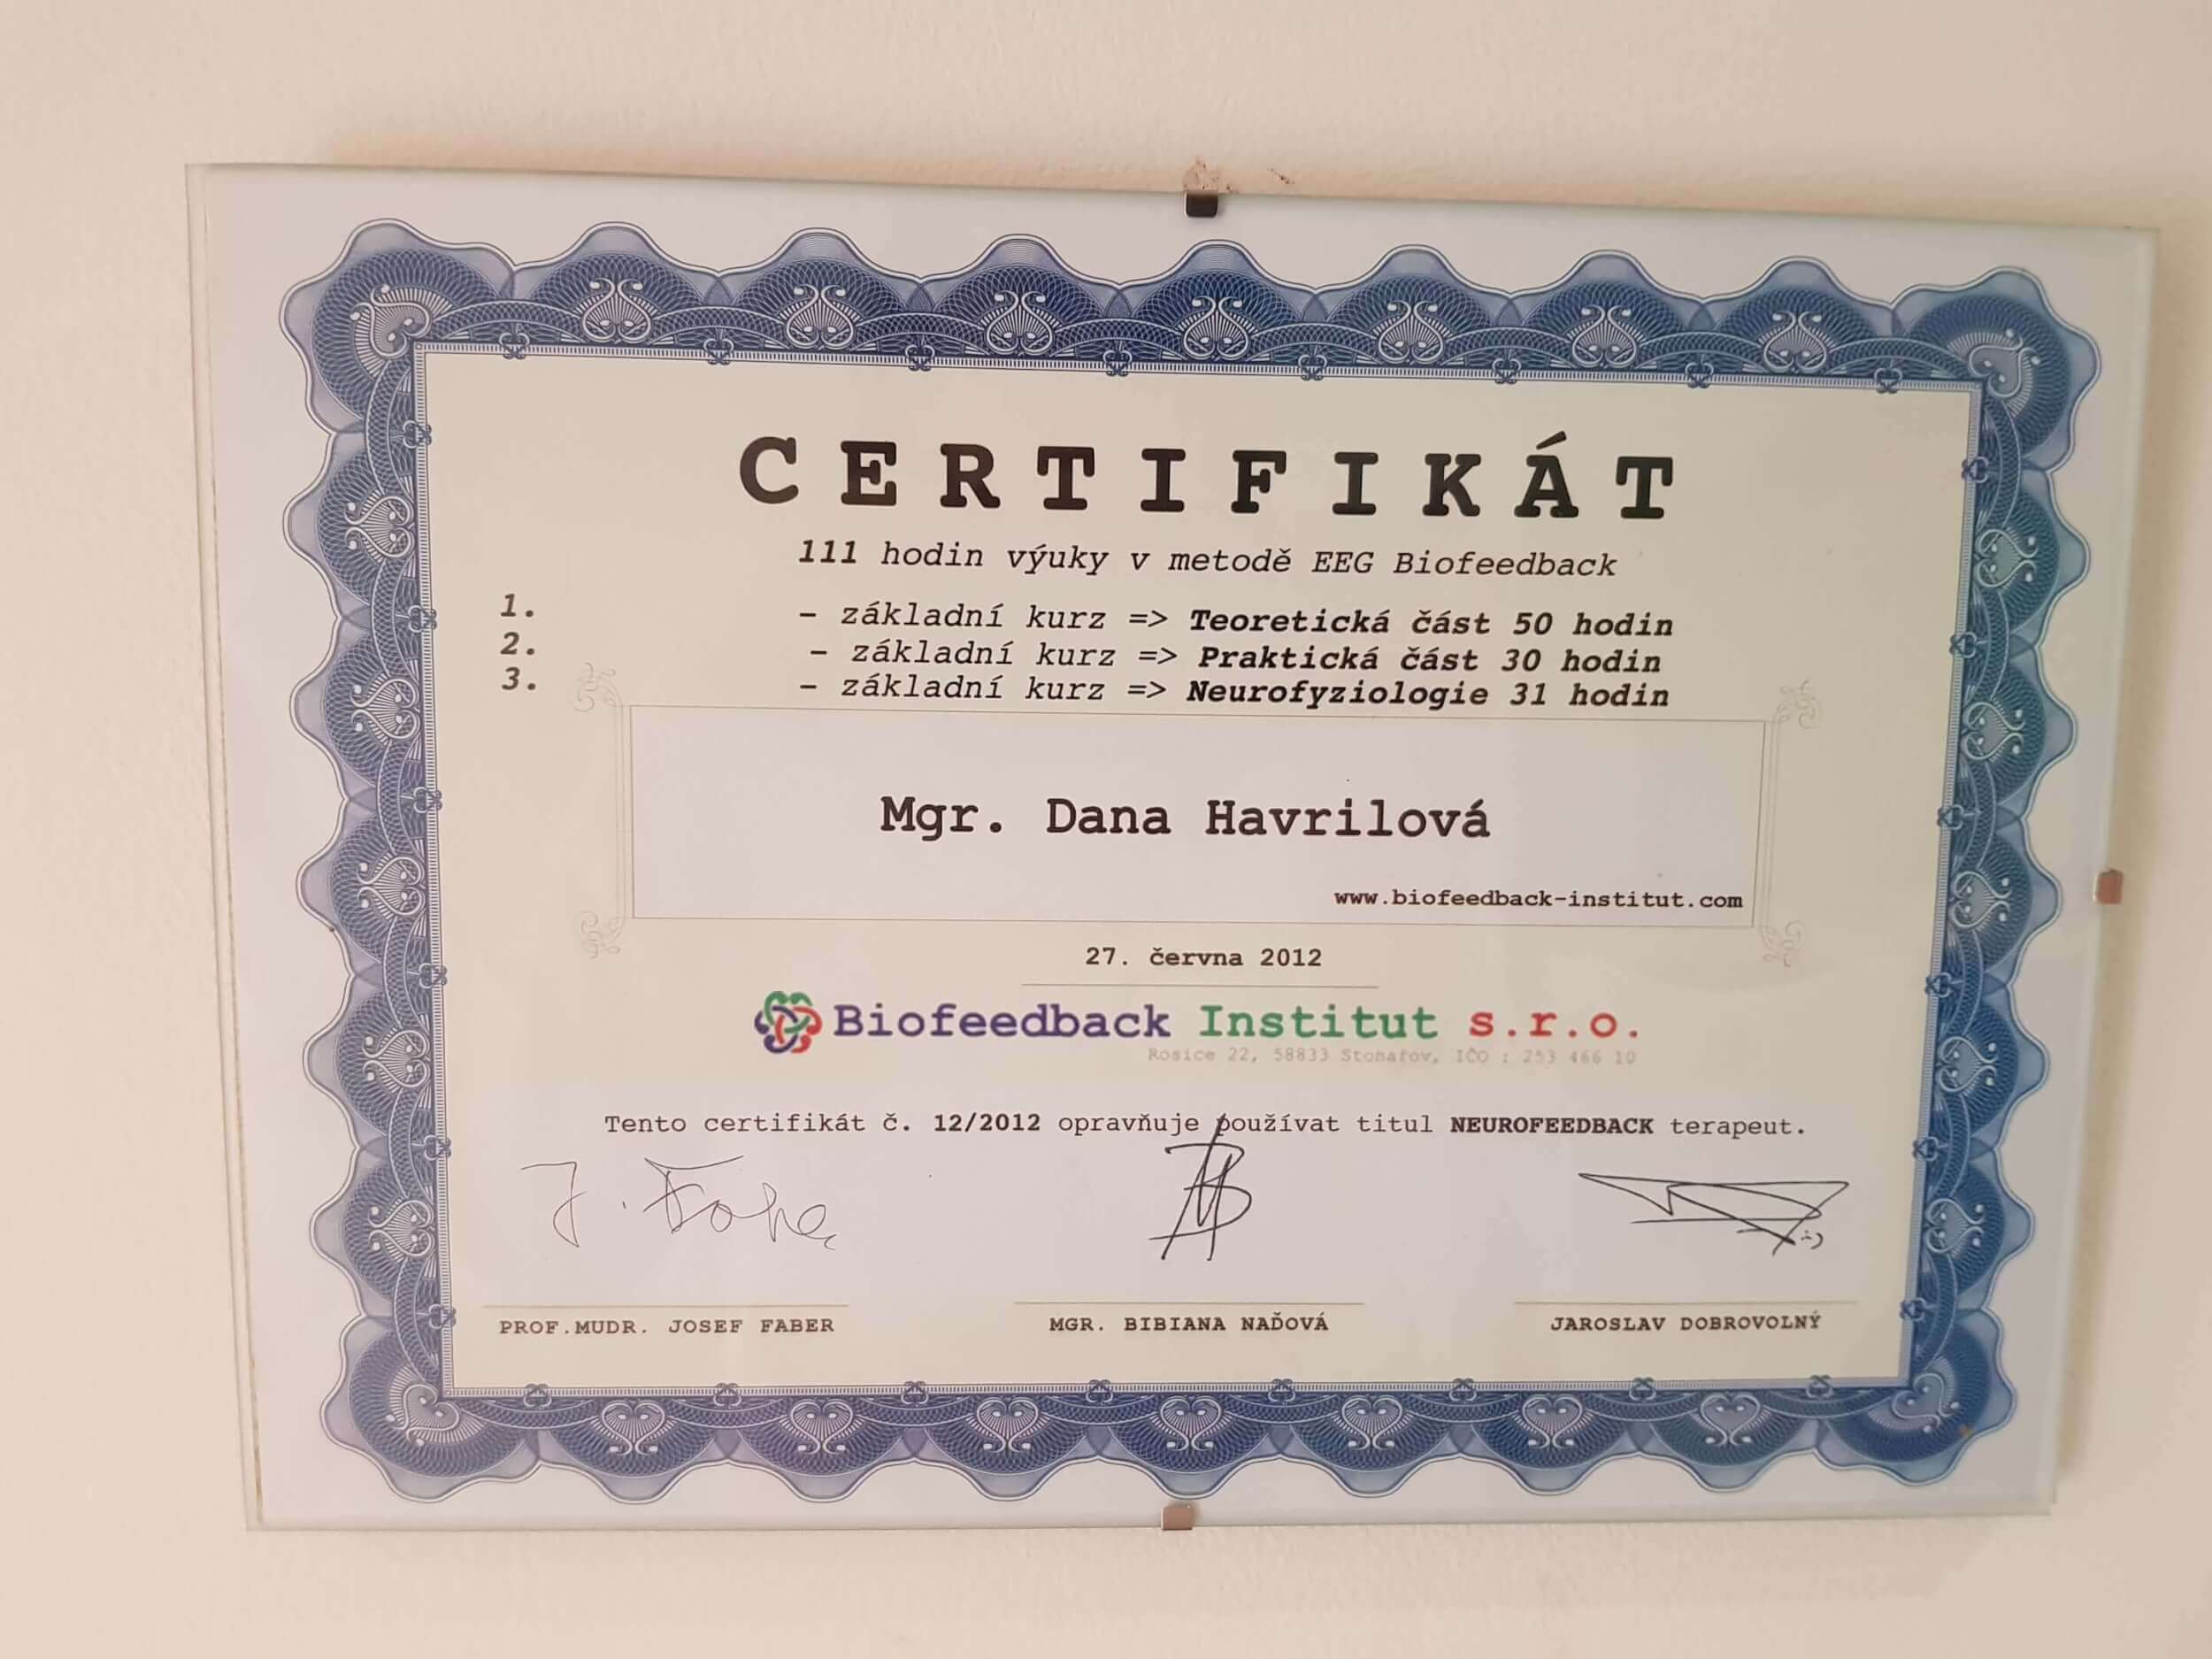 CERTIFIKÁT
111 hodin výuky v metodě EEG Biofeedback
1. - základní kurz => Teoretická část 50 hodin
2. - základní kurz => Praktická část 30 hodin
3. - základní kurz => Neurofyziologie 31 hodin
Mgr. Dana Havrilová
www.biofeedback-institut.com
27. června 2012
Biofeedback Institut s.r.o.
Rosice 22, 58833 Stonařov, IČO : 253 466 10
Tento certifikát č. 12/2012 opravňuje používat titul NEUROFEEDBACK terapeut.
J. Faber
PROF.MUDR. JOSEF FABER MGR. BIBIANA NAĎOVÁ JAROSLAV DOBROVOLNÝ